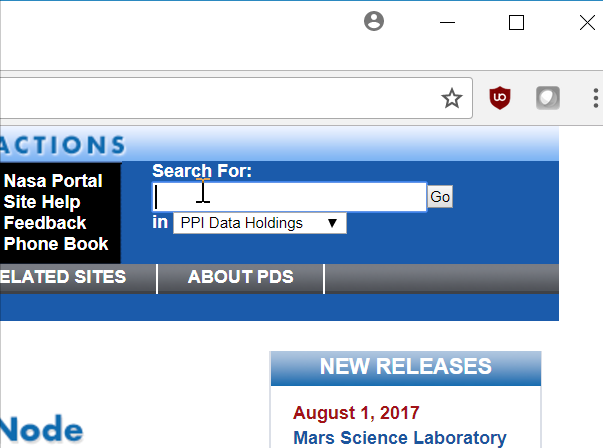 ACTIONS
Nasa Portal
Site Help
Feedback
Phone Book
Search For:
Go
in PPI Data Holdings
ELATED SITES
ABOUT PDS
NEW RELEASES
August 1, 2017
Mars Science Laboratory
Node